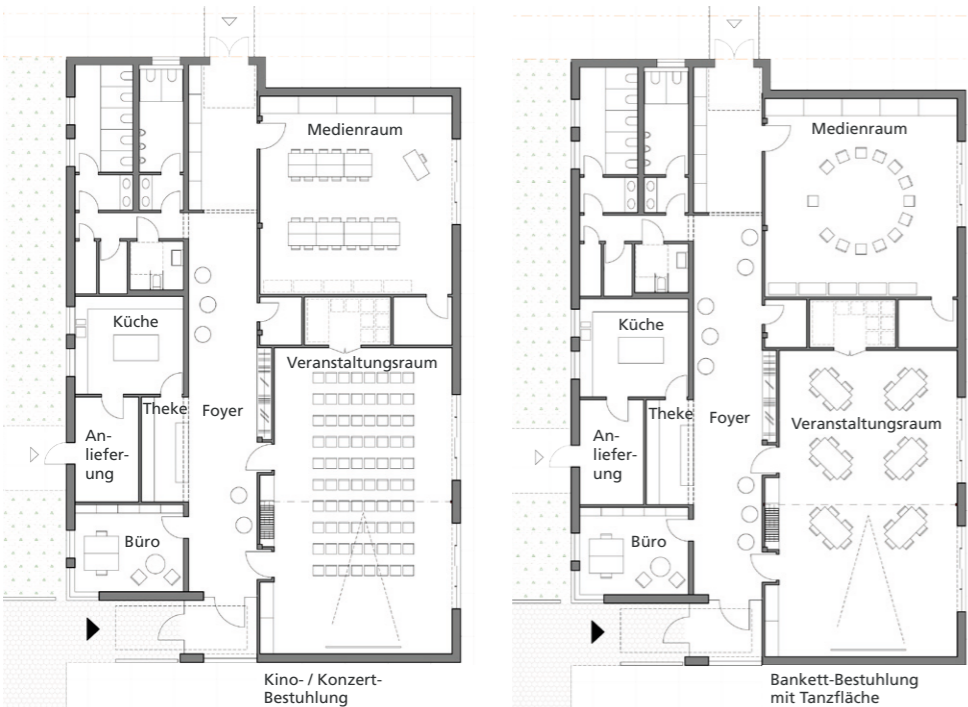 Medienraum
Küche
Veranstaltungsraum
Theke
Foyer
An-
lieferung
ung
Büro
Kino- / Konzert-
Bestuhlung
Medienraum
Küche
Theke
Foyer
Veranstaltungsraum
An-
liefer-
ung
Büro
Bankett-Bestuhlung
mit Tanzfläche